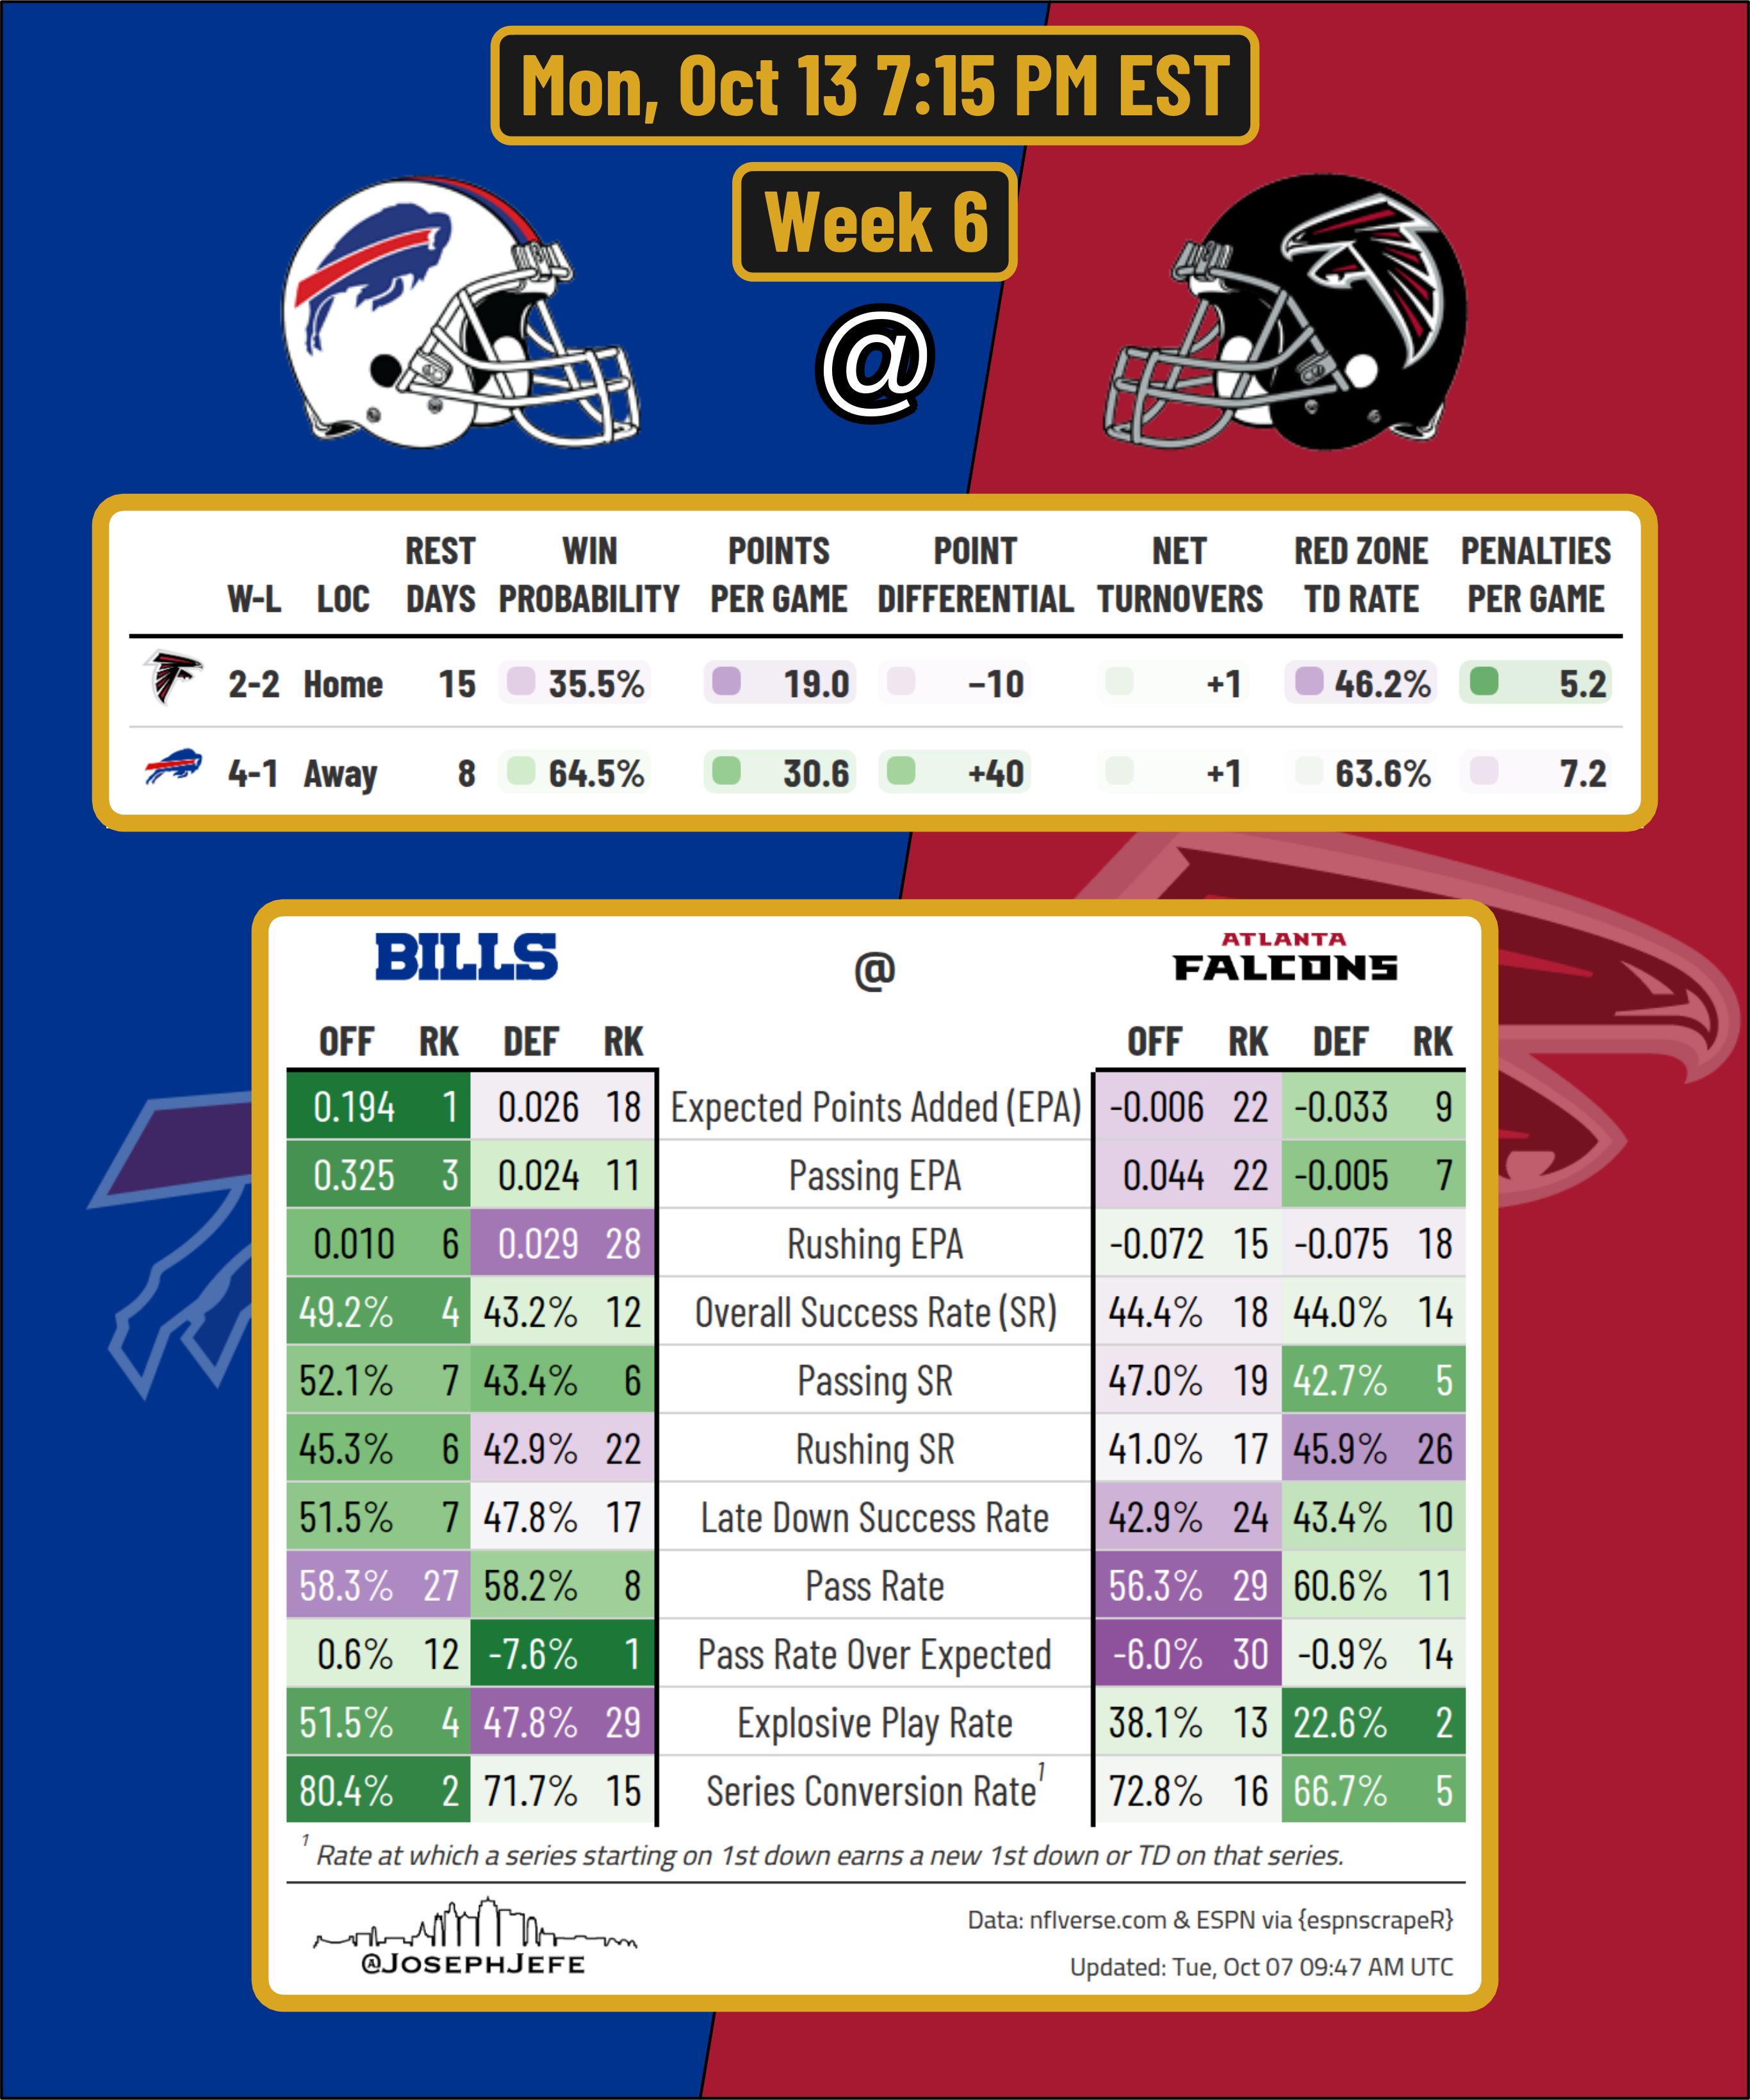 Mon, Oct 13 7:15 PM EST
Week 6
@
REST WIN POINTS POINT NET RED ZONE PENALTIES
W-L LOC DAYS PROBABILITY PER GAME DIFFERENTIAL TURNOVERS TD RATE PER GAME
2-2 Home 15 35.5% 19.0 −10 +1 46.2% 5.2
4-1 Away 8 64.5% 30.6 +40 +1 63.6% 7.2
BILLS @ ATLANTA FALCONS
OFF RK DEF RK OFF RK DEF RK
0.194 1 0.026 18 Expected Points Added (EPA) -0.006 22 -0.033 9
0.325 3 0.024 11 Passing EPA 0.044 22 -0.005 7
0.010 6 0.029 28 Rushing EPA -0.072 15 -0.075 18
49.2% 4 43.2% 12 Overall Success Rate (SR) 44.4% 18 44.0% 14
52.1% 7 43.4% 6 Passing SR 47.0% 19 42.7% 5
45.3% 6 42.9% 22 Rushing SR 41.0% 17 45.9% 26
51.5% 7 47.8% 17 Late Down Success Rate 42.9% 24 43.4% 10
58.3% 27 58.2% 8 Pass Rate 56.3% 29 60.6% 11
0.6% 12 -7.6% 1 Pass Rate Over Expected -6.0% 30 -0.9% 14
51.5% 4 47.8% 29 Explosive Play Rate 38.1% 13 22.6% 2
80.4% 2 71.7% 15 Series Conversion Rate1 72.8% 16 66.7% 5
1 Rate at which a series starting on 1st down earns a new 1st down or TD on that series.
@JOSEPHJEFE
Data: nflverse.com & ESPN via {espnscrapeR}
Updated: Tue, Oct 07 09:47 AM UTC